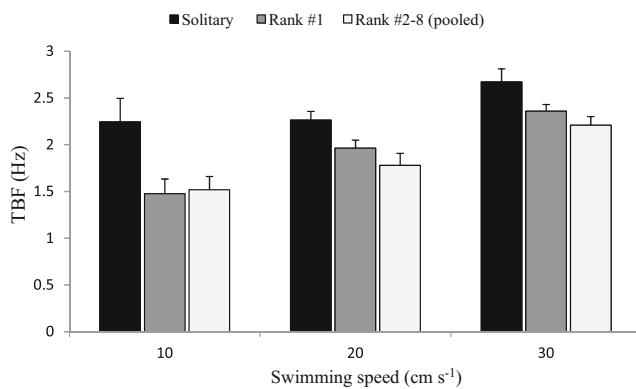 Solitary Rank #1 Rank #2-8 (pooled)
3
2.5
2
1.5
1
0.5
0
TBF (Hz)
10 20 30
Swimming speed (cm s⁻¹)